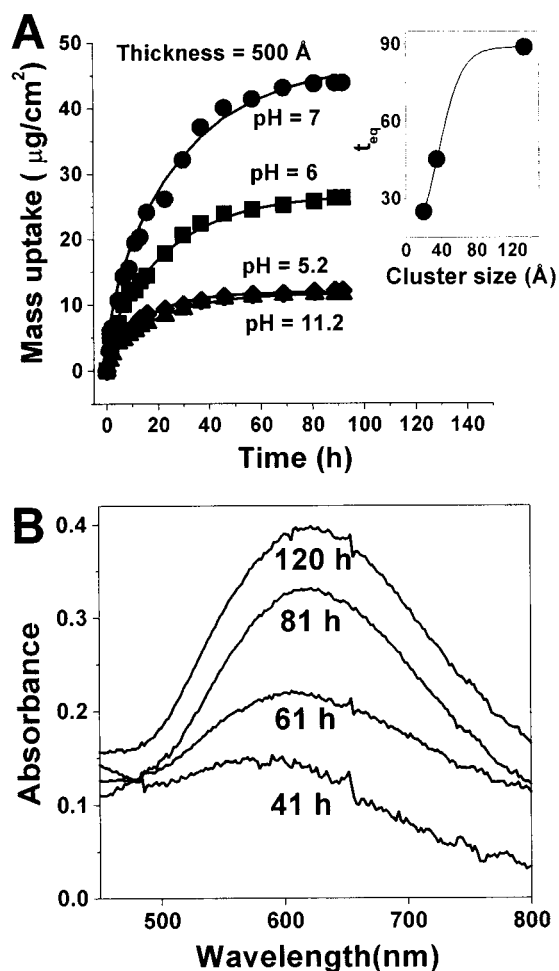 A
Thickness = 500 Å
pH = 7
pH = 6
pH = 5.2
pH = 11.2
Mass uptake ( μg/cm²)
50
40
30
20
10
0
0 20 40 60 80 100 120 140
Time (h)
t_eq
90
60
30
0 40 80 120
Cluster size (Å)
B
120 h
81 h
61 h
41 h
Absorbance
0.4
0.3
0.2
0.1
0.0
500 600 700 800
Wavelength(nm)